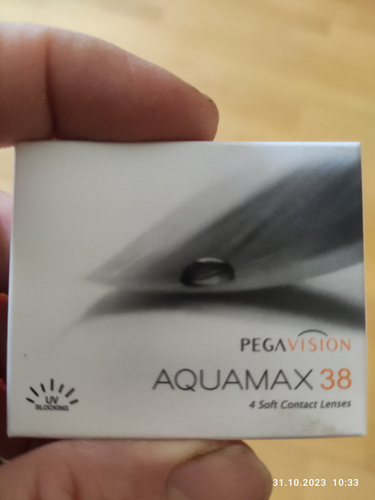 PEGAVISION
AQUAMAX 38
4 Soft Contact Lenses
UV
BLOCKING
31.10.2023 10:33